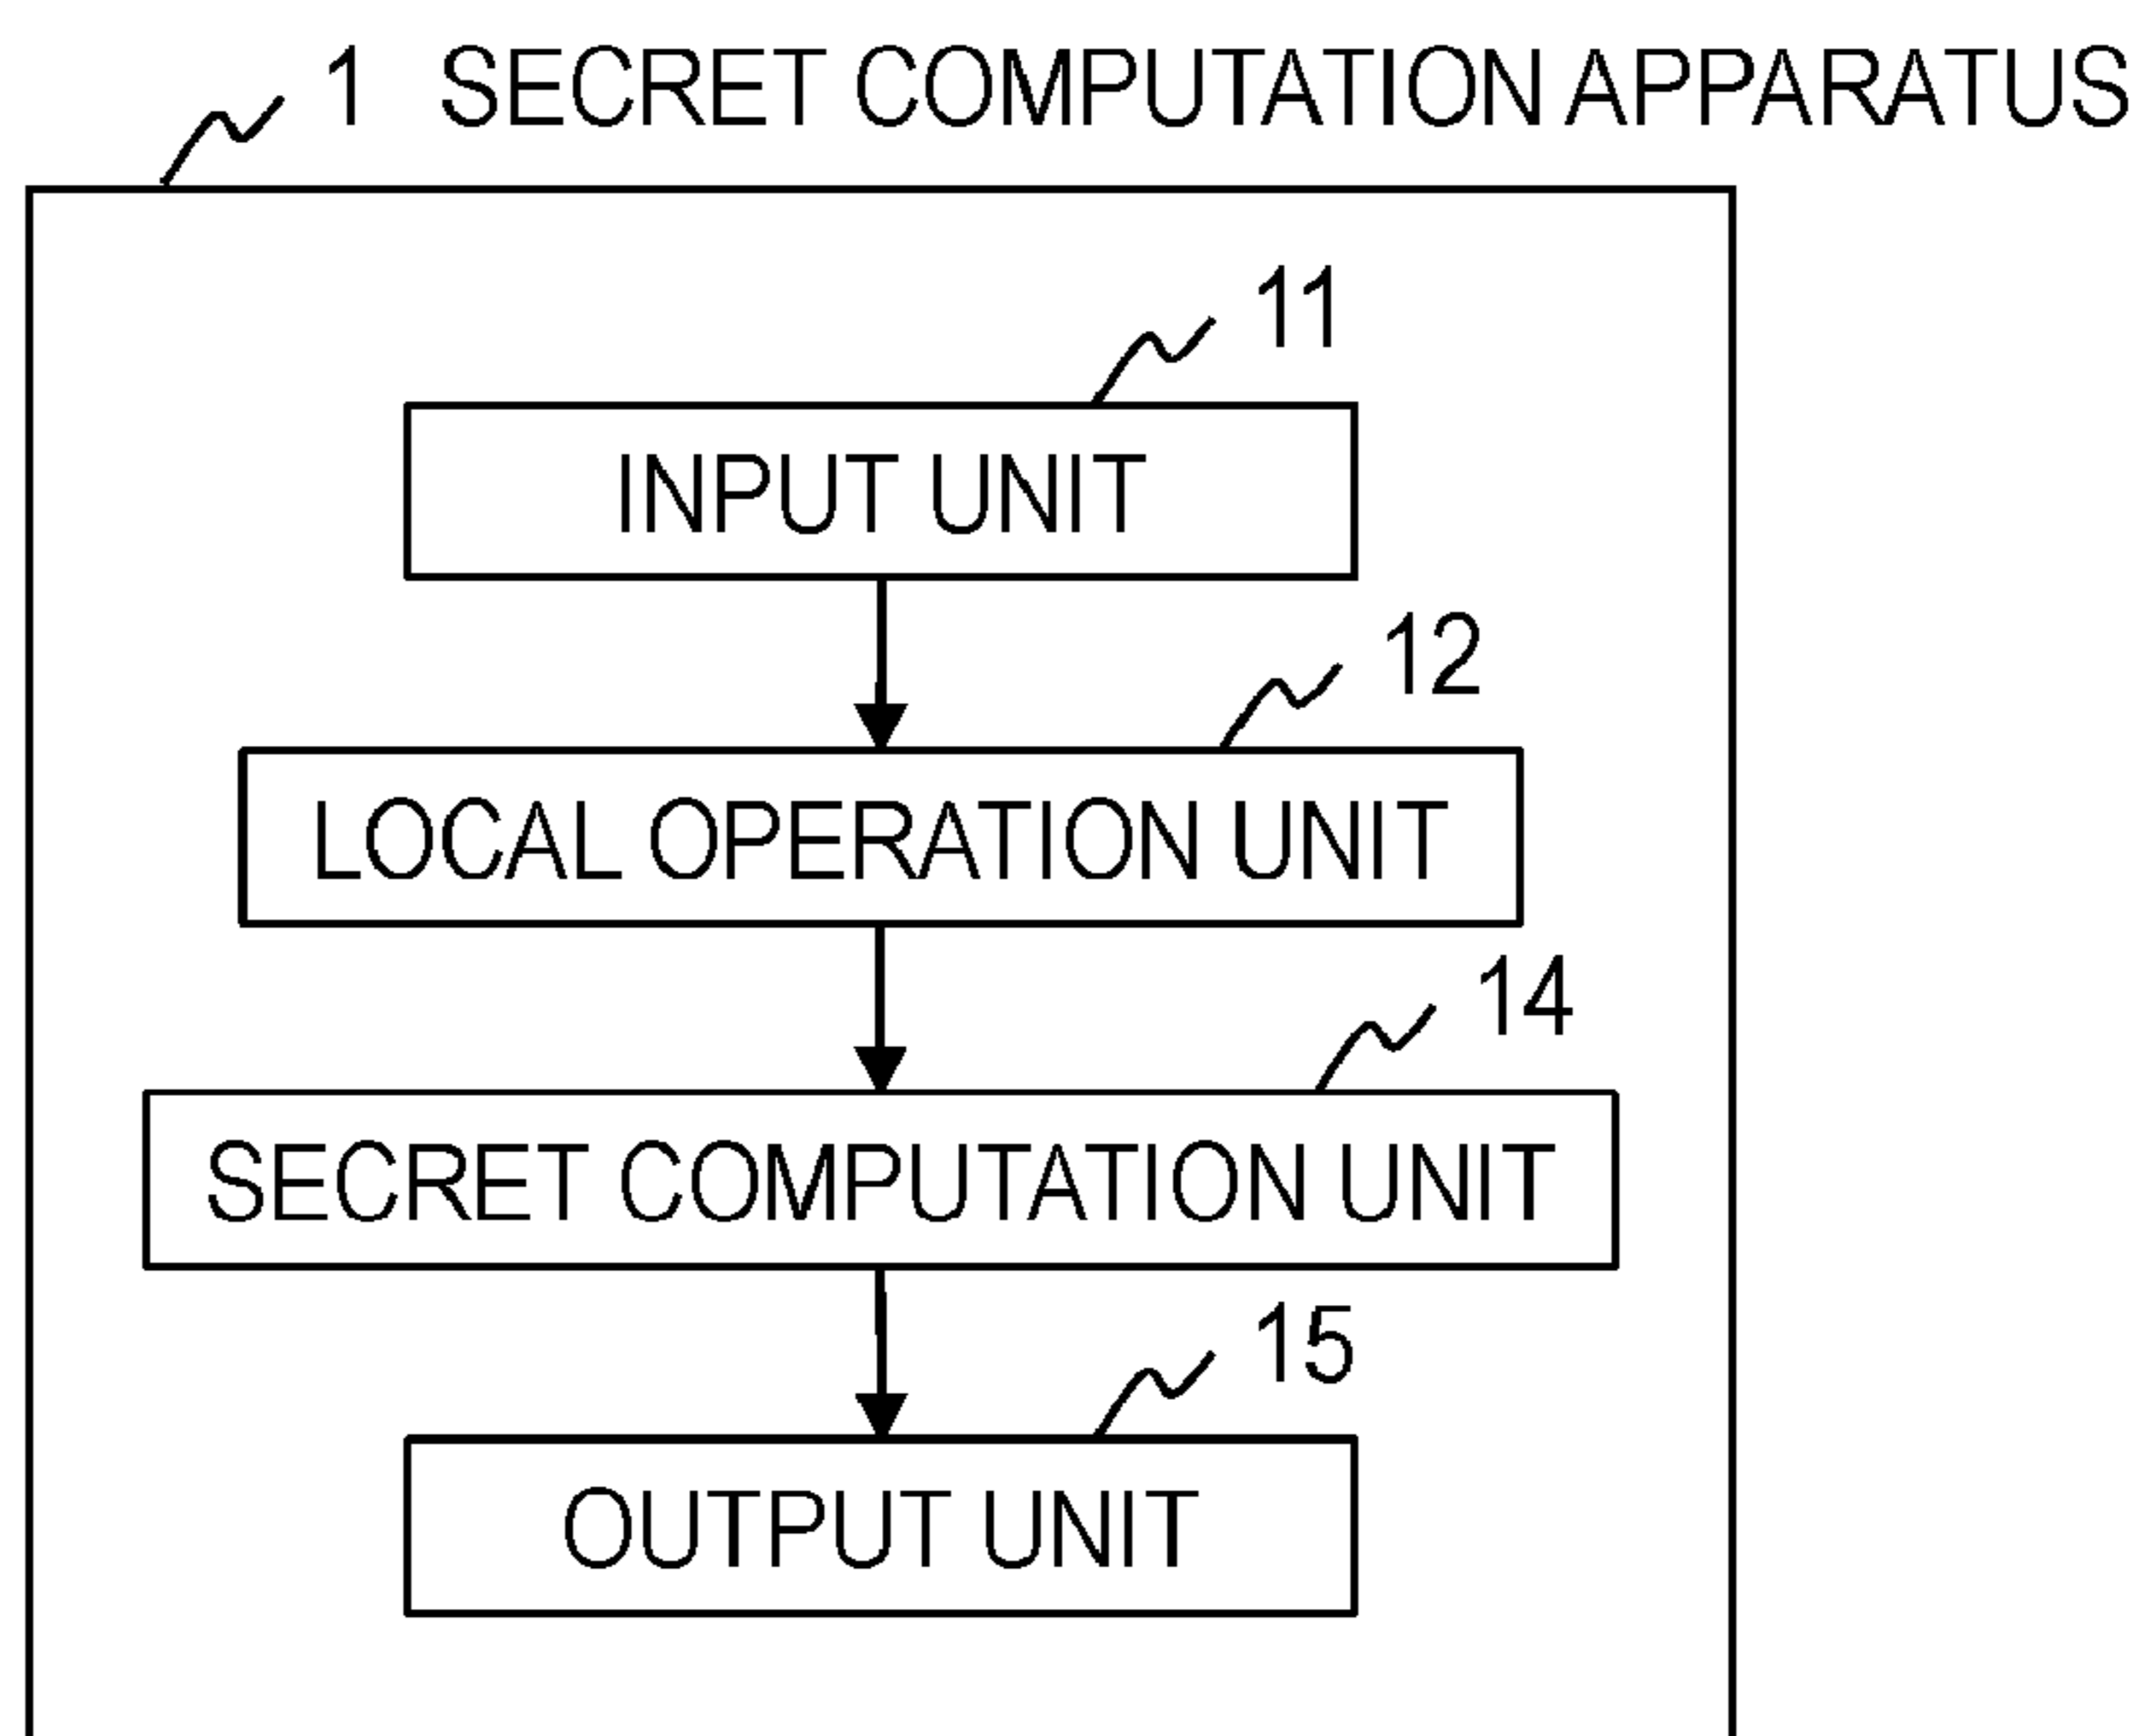 1 SECRET COMPUTATION APPARATUS
11
INPUT UNIT
12
LOCAL OPERATION UNIT
14
SECRET COMPUTATION UNIT
15
OUTPUT UNIT